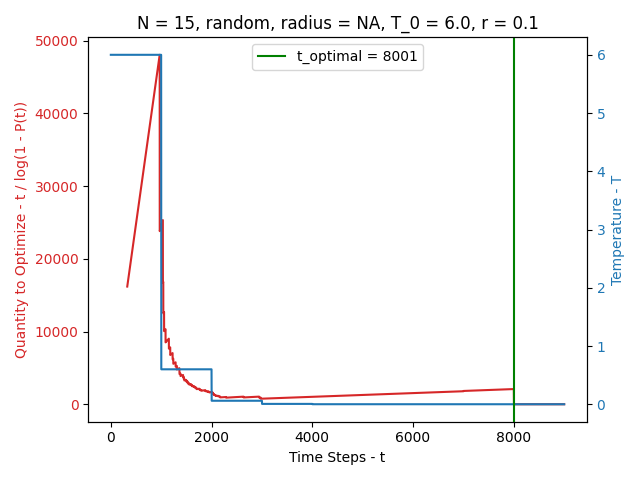 N = 15, random, radius = NA, T_0 = 6.0, r = 0.1
t_optimal = 8001
Quantity to Optimize - t / log(1 - P(t))
50000
40000
30000
20000
10000
0
6
5
4
3
2
1
0
Temperature - T
0 2000 4000 6000 8000
Time Steps - t